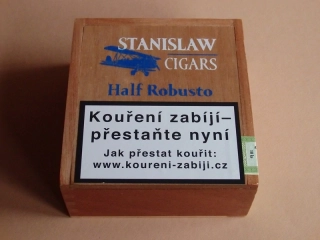 STANISLAW
CIGARS
Half Robusto
Kouření zabíjí–
přestaňte nyní
Jak přestat kouřit:
www.koureni-zabiji.cz